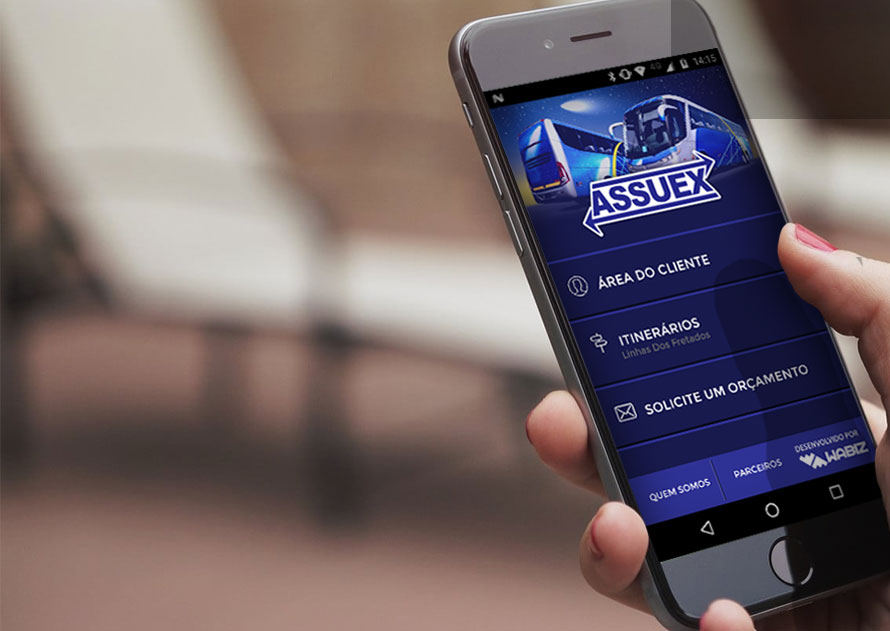 4G 14:15
ASSUEX
ÁREA DO CLIENTE
ITINERÁRIOS
Linhas Dos Fretados
SOLICITE UM ORÇAMENTO
QUEM SOMOS
PARCEIROS
DESENVOLVIDO POR
WABIZ